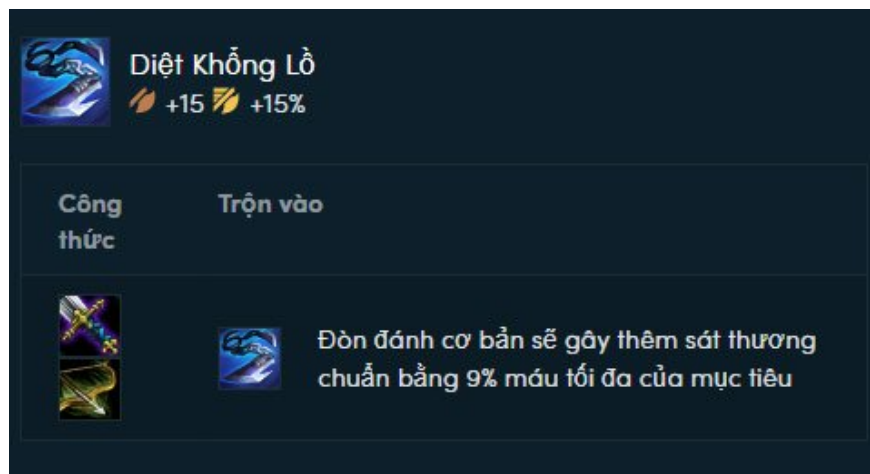 Diệt Khổng Lồ
+15 +15%
Công thức
Trộn vào
Đòn đánh cơ bản sẽ gây thêm sát thương
chuẩn bằng 9% máu tối đa của mục tiêu